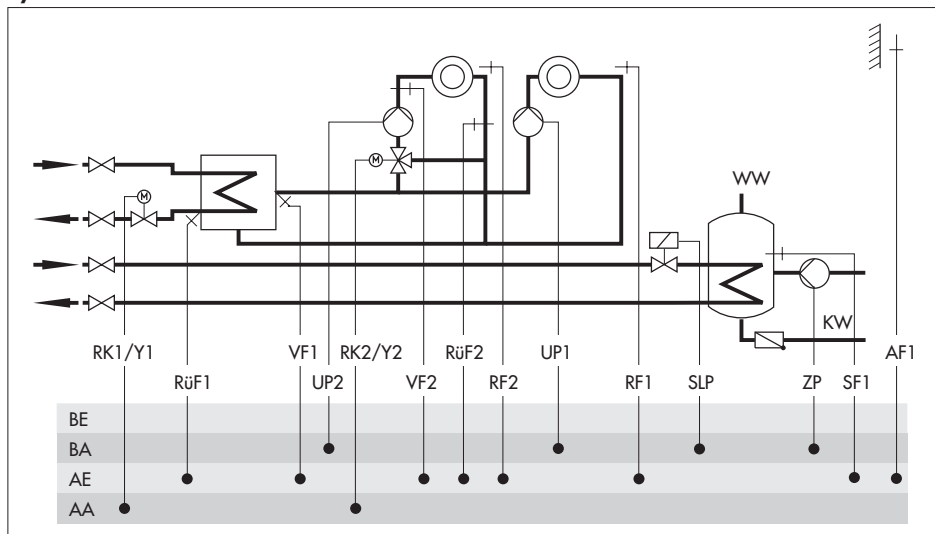 M
M
WW
KW
RK1/Y1 VF1 RK2/Y2 RüF2 UP1 AF1
RüF1 UP2 VF2 RF2 RF1 SLP ZP SF1
BE
BA
AE
AA